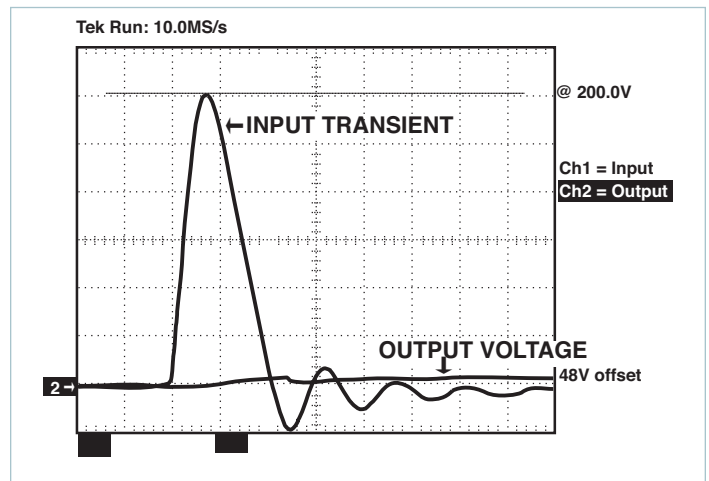 Tek Run: 10.0MS/s
@ 200.0V
←INPUT TRANSIENT
Ch1 = Input
Ch2 = Output
OUTPUT VOLTAGE
2→
48V offset